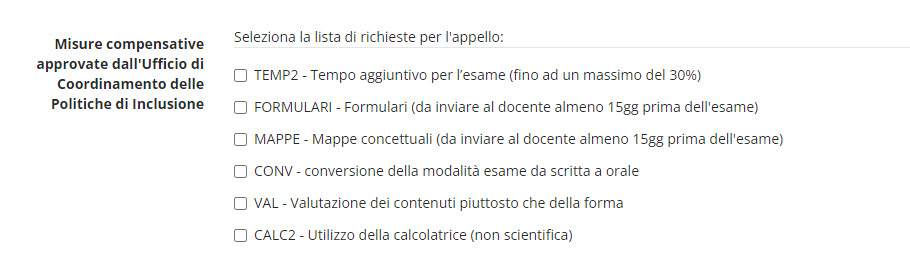 Misure compensative
approvate dall'Ufficio di
Coordinamento delle
Politiche di Inclusione
Seleziona la lista di richieste per l'appello:
TEMP2 - Tempo aggiuntivo per l’esame (fino ad un massimo del 30%)
FORMULARI - Formulari (da inviare al docente almeno 15gg prima dell'esame)
MAPPE - Mappe concettuali (da inviare al docente almeno 15gg prima dell'esame)
CONV - conversione della modalità esame da scritta a orale
VAL - Valutazione dei contenuti piuttosto che della forma
CALC2 - Utilizzo della calcolatrice (non scientifica)